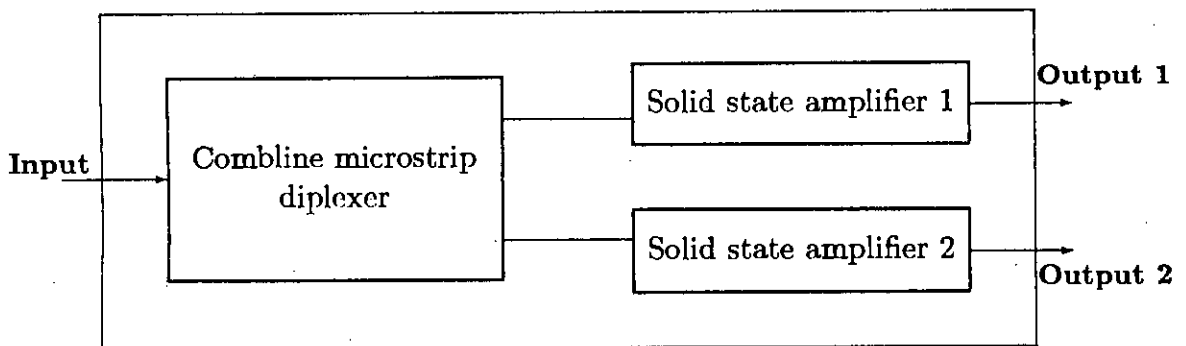 Output 1
Solid state amplifier 1
Input
Combline microstrip
diplexer
Solid state amplifier 2
Output 2